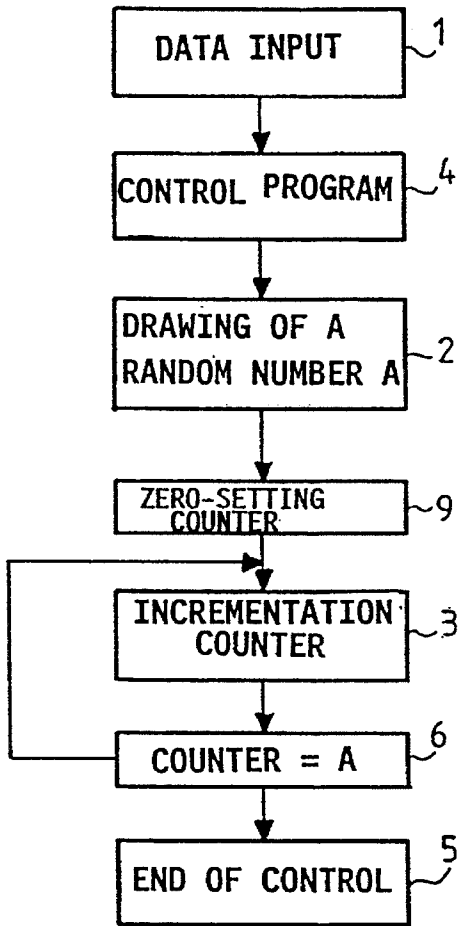 DATA INPUT
1
CONTROL PROGRAM
4
DRAWING OF A
RANDOM NUMBER A
2
ZERO-SETTING
COUNTER
9
INCREMENTATION
COUNTER
3
COUNTER = A
6
END OF CONTROL
5